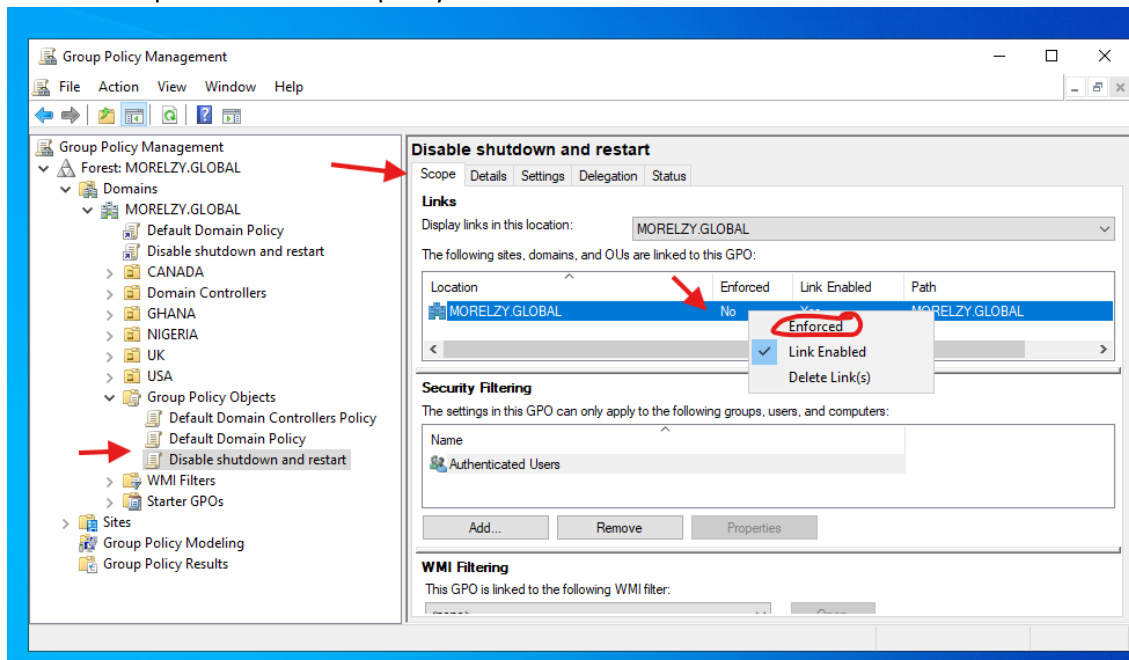 Group Policy Management
File Action View Window Help
Group Policy Management
Forest: MORELZY.GLOBAL
Domains
MORELZY.GLOBAL
Default Domain Policy
Disable shutdown and restart
CANADA
Domain Controllers
GHANA
NIGERIA
UK
USA
Group Policy Objects
Default Domain Controllers Policy
Default Domain Policy
Disable shutdown and restart
WMI Filters
Starter GPOs
Sites
Group Policy Modeling
Group Policy Results
Disable shutdown and restart
Scope Details Settings Delegation Status
Links
Display links in this location: MORELZY.GLOBAL
The following sites, domains, and OUs are linked to this GPO:
Location Enforced Link Enabled Path
MORELZY.GLOBAL No MORELZY.GLOBAL
Enforced
Link Enabled
Delete Link(s)
Security Filtering
The settings in this GPO can only apply to the following groups, users, and computers:
Name
Authenticated Users
Add... Remove Properties
WMI Filtering
This GPO is linked to the following WMI filter: